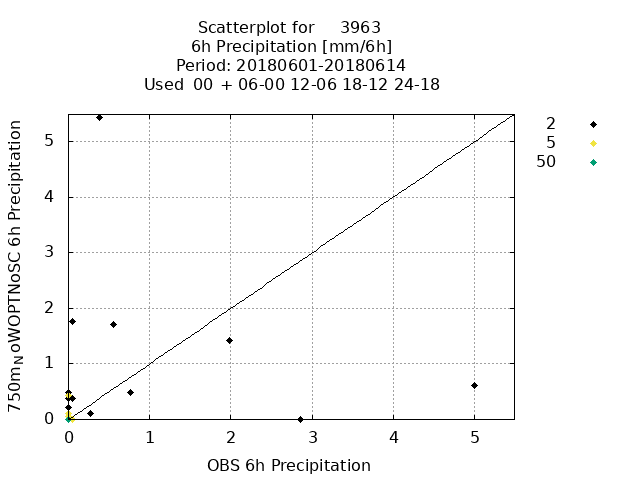 Scatterplot for 3963
6h Precipitation [mm/6h]
Period: 20180601-20180614
Used 00 + 06-00 12-06 18-12 24-18
2
5
50
750mNoWOPTNoSC 6h Precipitation
5
4
3
2
1
0
0 1 2 3 4 5
OBS 6h Precipitation